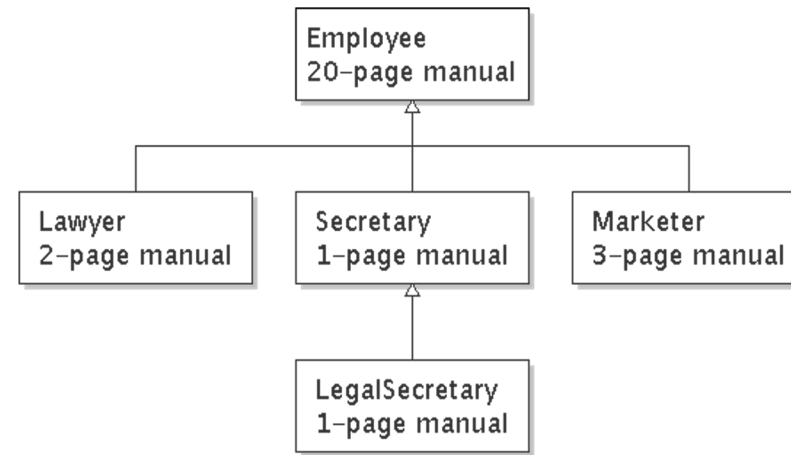 Employee
20-page manual
Lawyer
2-page manual
Secretary
1-page manual
Marketer
3-page manual
LegalSecretary
1-page manual